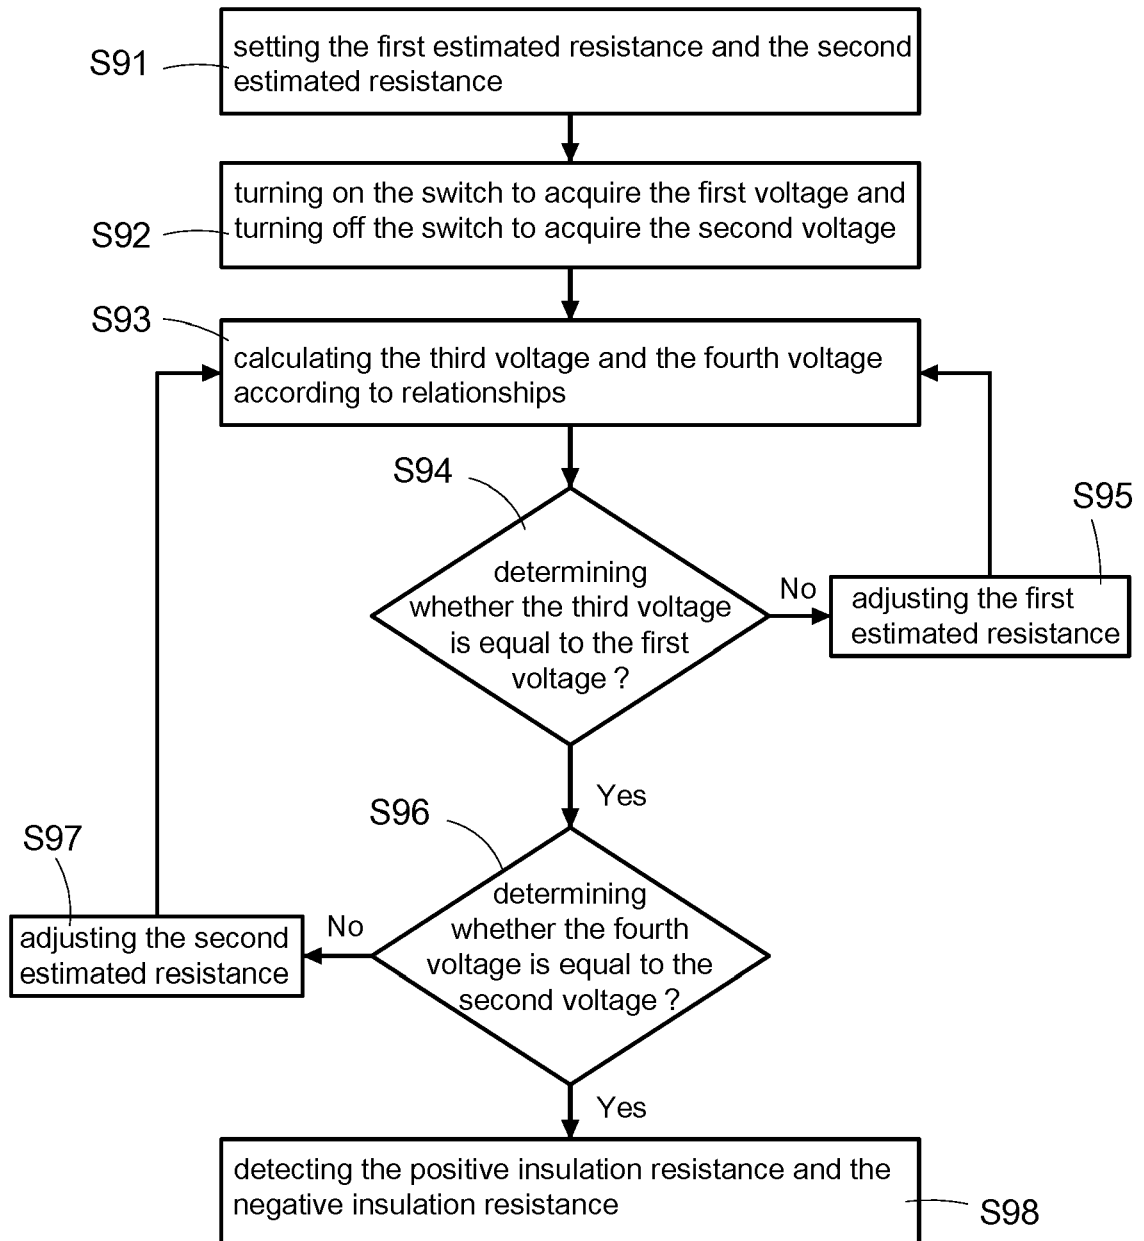 S91
setting the first estimated resistance and the second
estimated resistance
S92
turning on the switch to acquire the first voltage and
turning off the switch to acquire the second voltage
S93
calculating the third voltage and the fourth voltage
according to relationships
S94
determining
whether the third voltage
is equal to the first
voltage ?
No
S95
adjusting the first
estimated resistance
Yes
S96
determining
whether the fourth
voltage is equal to the
second voltage ?
No
S97
adjusting the second
estimated resistance
Yes
detecting the positive insulation resistance and the
negative insulation resistance
S98